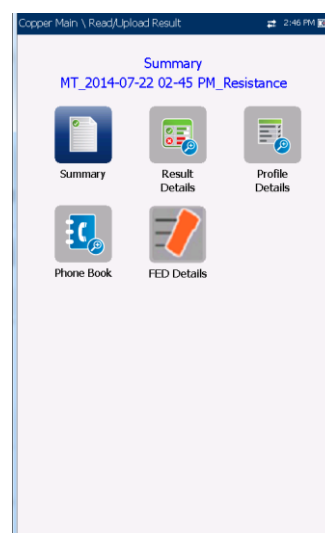 Copper Main \ Read/Upload Result 2:46 PM
Summary
MT_2014-07-22 02-45 PM_Resistance
Summary
Result
Details
Profile
Details
Phone Book
FED Details